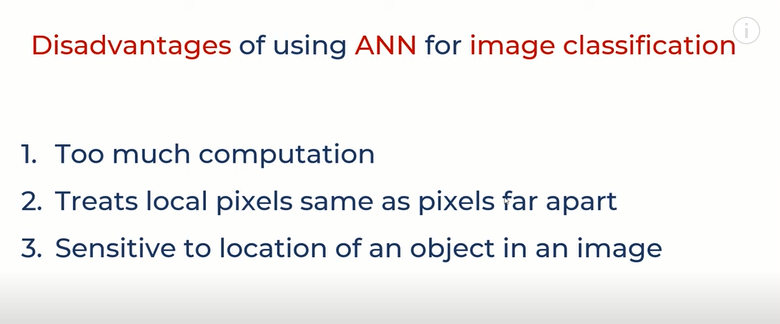 Disadvantages of using ANN for image classification
1. Too much computation
2. Treats local pixels same as pixels far apart
3. Sensitive to location of an object in an image